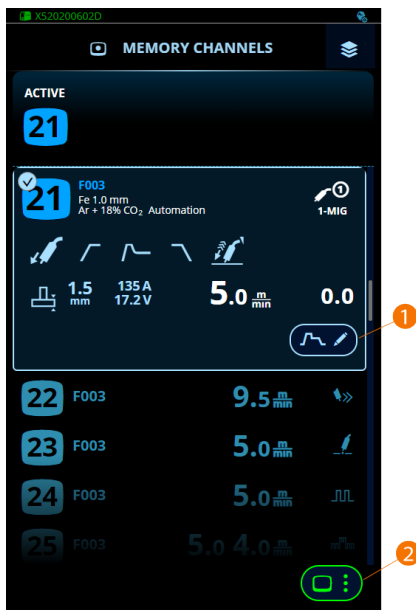 X520200602D
MEMORY CHANNELS
ACTIVE
21
21
F003
Fe 1.0 mm
Ar + 18% CO₂ Automation
1
1-MIG
1.5 mm
135 A
17.2 V
5.0 m/min
0.0
1
22 F003 9.5 m/min
23 F003 5.0 m/min
24 F003 5.0 m/min
25 F003 5.0 4.0 m/min
2